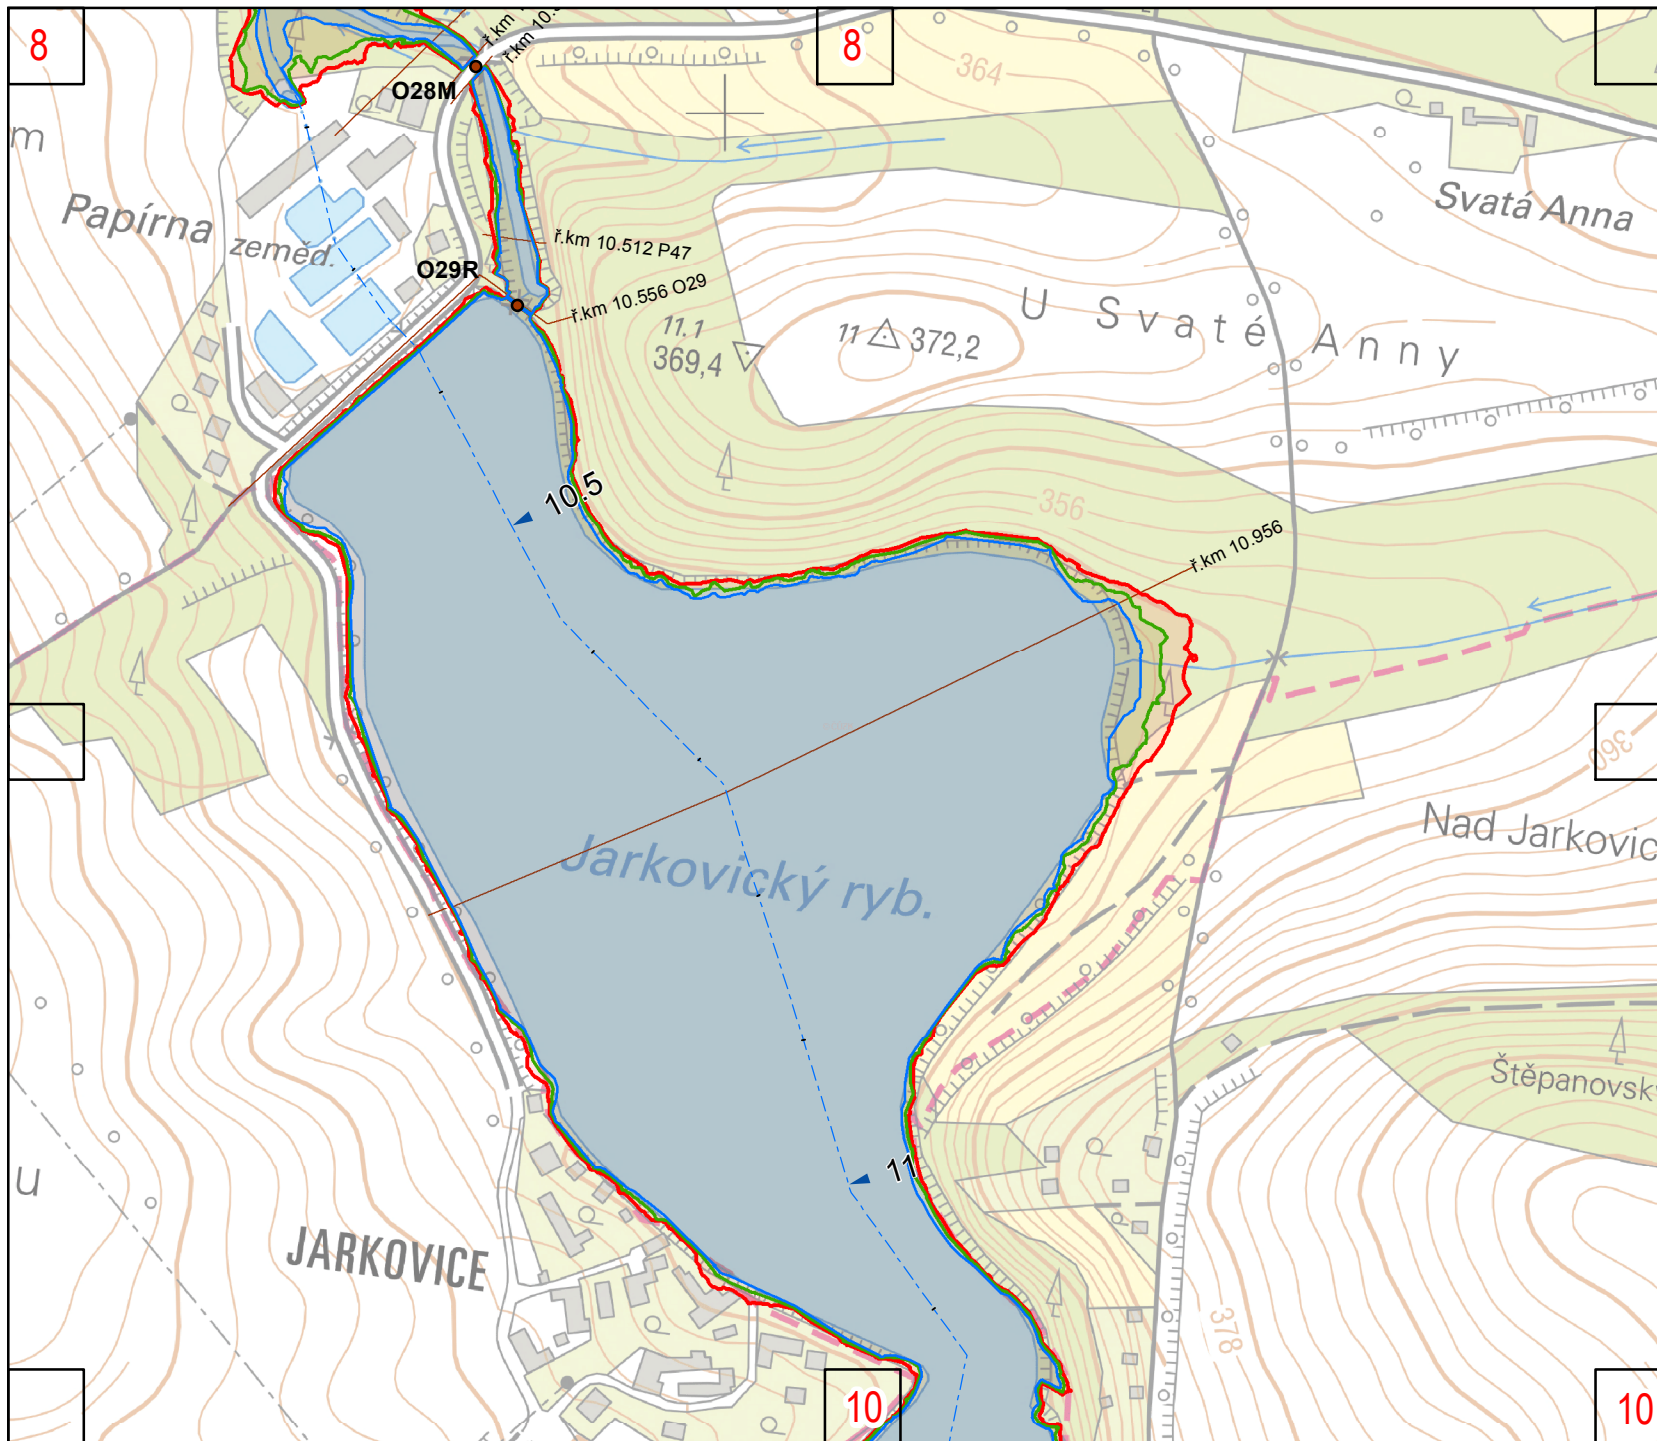 8
8
ř.km
ř.km 10.
O28M
364
m
Papírna
zeměd.
Svatá Anna
ř.km 10.512 P47
O29R
ř.km 10.556 O29
11.1
369,4
11 372,2
U Svaté Anny
10.5
356
ř.km 10.956
360
Nad Jarkovic
Jarkovický ryb.
Štěpanovsk
11
u
JARKOVICE
378
10
10